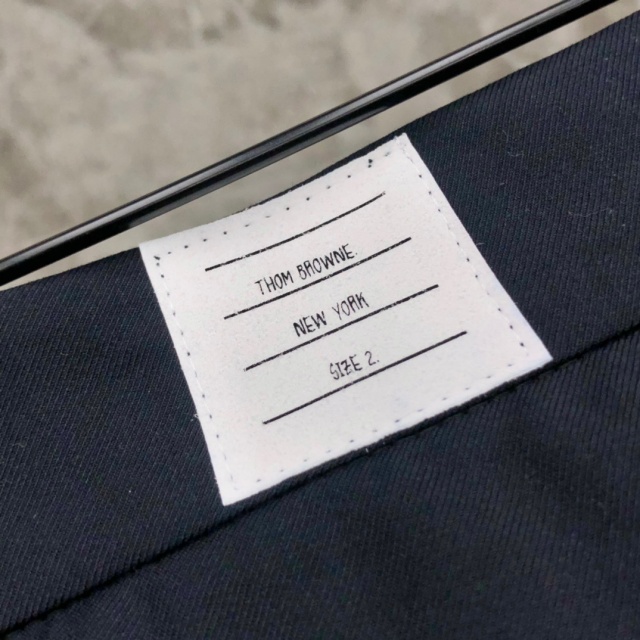 THOM BROWNE.
NEW YORK
SIZE 2.